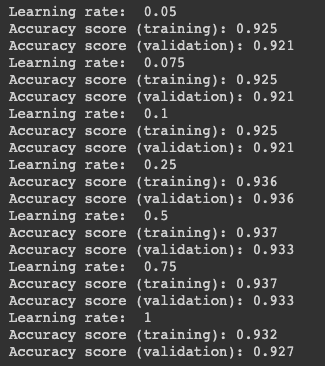 Learning rate:  0.05
Accuracy score (training): 0.925
Accuracy score (validation): 0.921
Learning rate:  0.075
Accuracy score (training): 0.925
Accuracy score (validation): 0.921
Learning rate:  0.1
Accuracy score (training): 0.925
Accuracy score (validation): 0.921
Learning rate:  0.25
Accuracy score (training): 0.936
Accuracy score (validation): 0.936
Learning rate:  0.5
Accuracy score (training): 0.937
Accuracy score (validation): 0.933
Learning rate:  0.75
Accuracy score (training): 0.937
Accuracy score (validation): 0.933
Learning rate:  1
Accuracy score (training): 0.932
Accuracy score (validation): 0.927